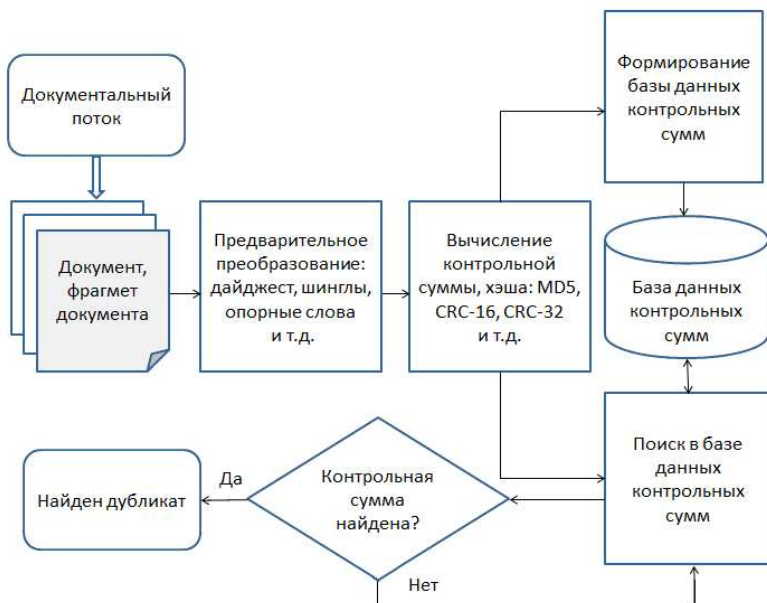 Документальный
поток
Документ,
фрагмет
документа
Предварительное
преобразование:
дайджест, шинглы,
опорные слова
и т.д.
Вычисление
контрольной
суммы, хэша: MD5,
CRC-16, CRC-32
и т.д.
Формирование
базы данных
контрольных
сумм
База данных
контрольных
сумм
Поиск в базе
данных
контрольных
сумм
Контрольная
сумма
найдена?
Да
Найден дубликат
Нет